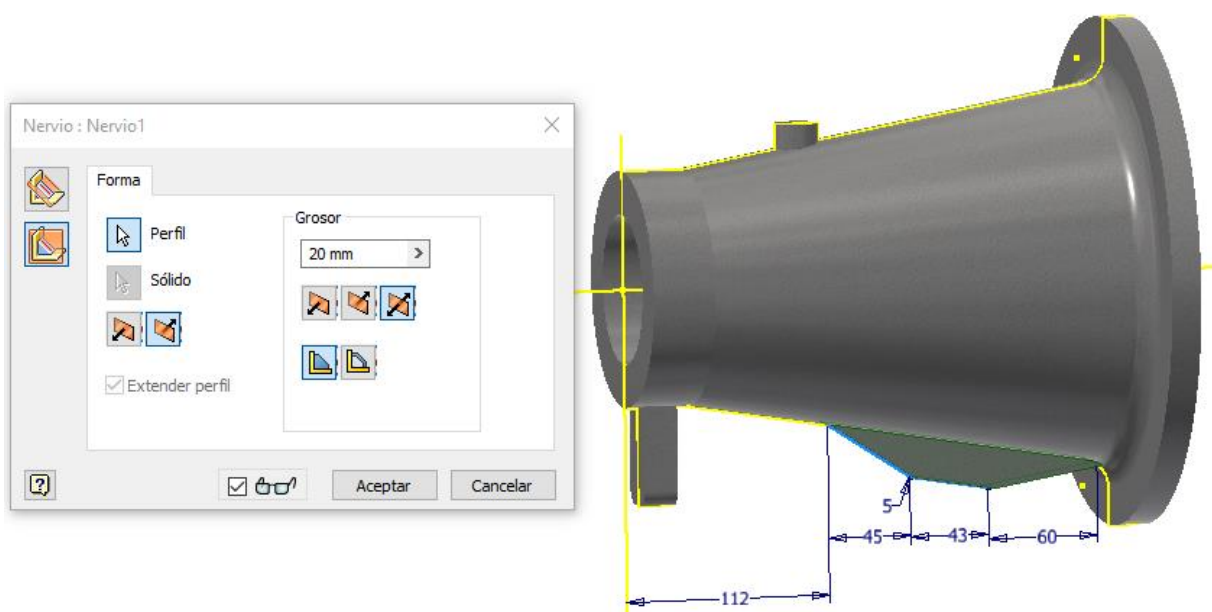 Nervio : Nervio1
Forma
Perfil
Sólido
Extender perfil
Grosor
20 mm
Aceptar
Cancelar
5
45
43
60
112